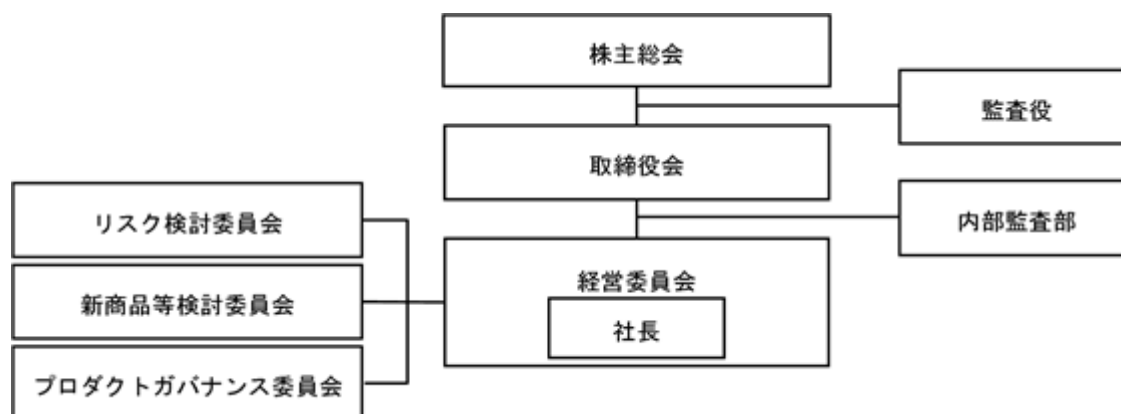 株主総会
監査役
取締役会
内部監査部
リスク検討委員会
新商品等検討委員会
プロダクトガバナンス委員会
経営委員会
社長